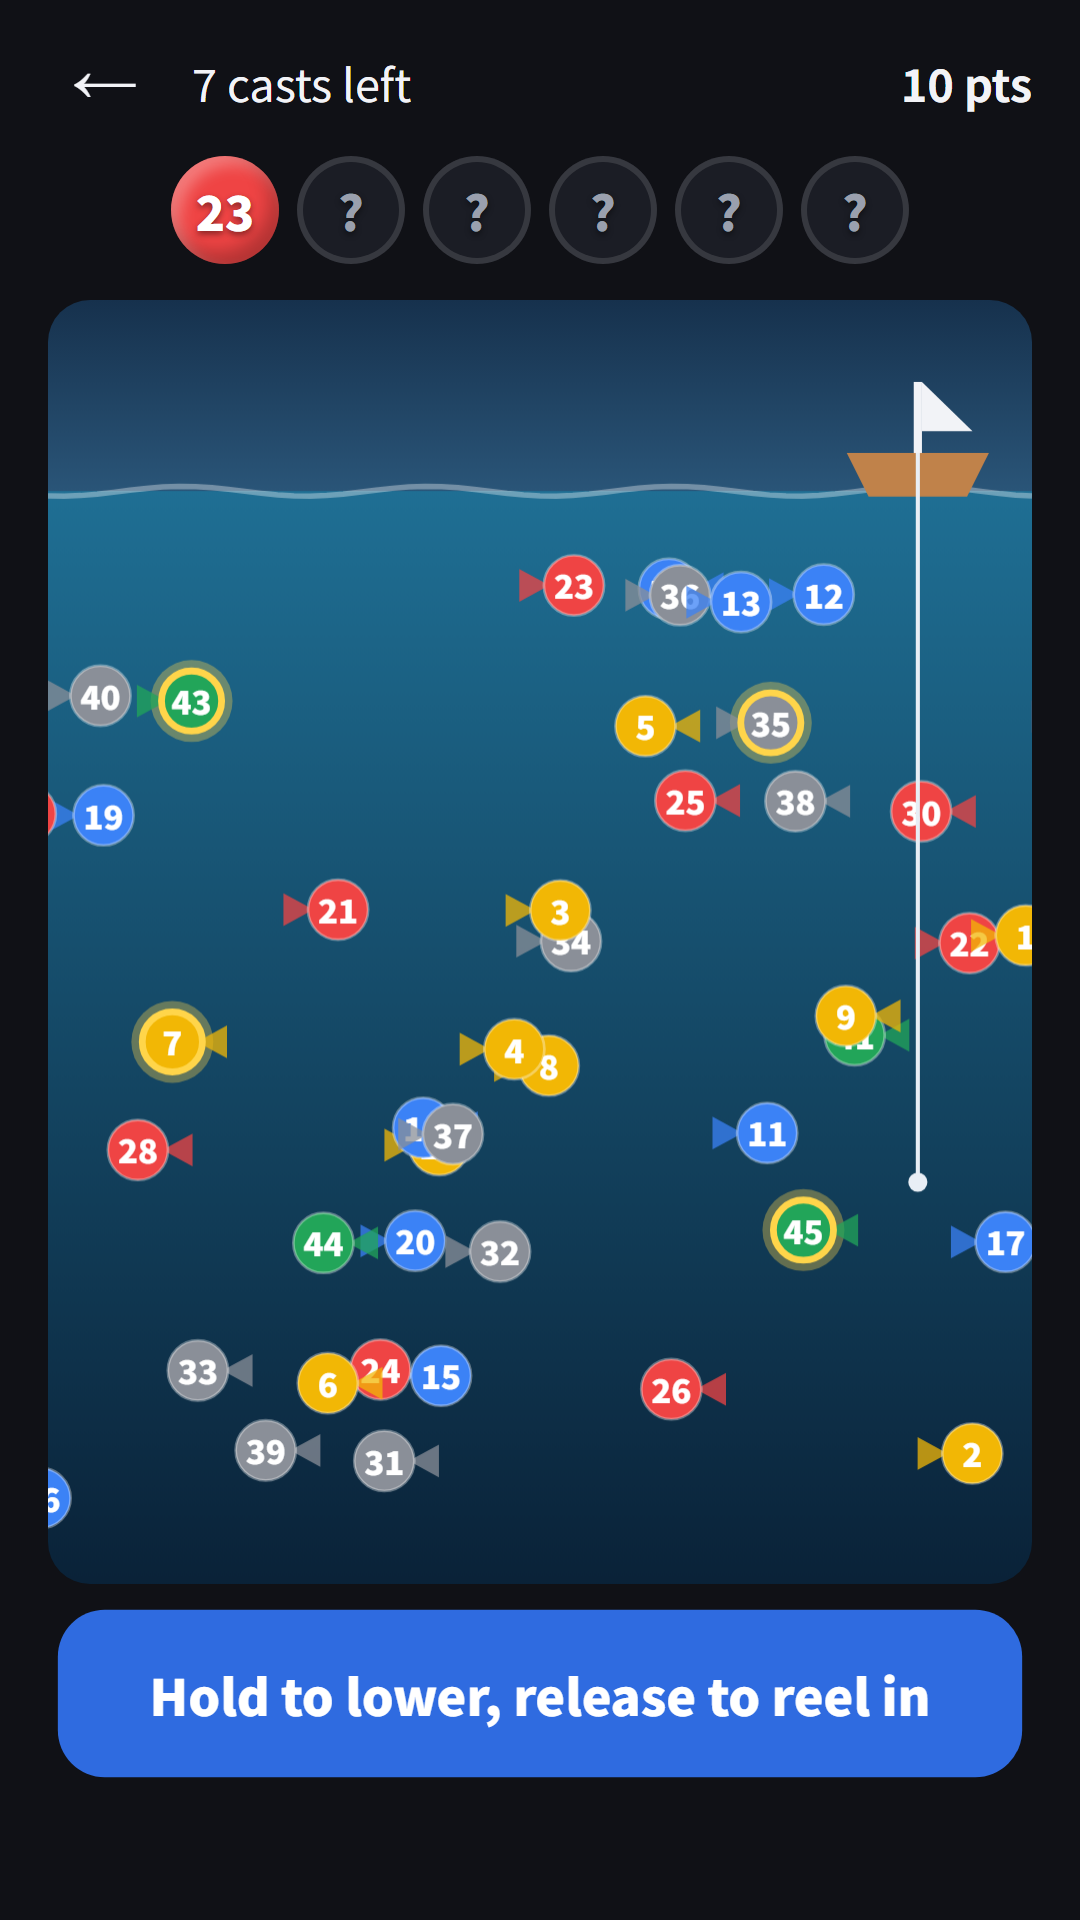 ← 7 casts left 10 pts
23 ? ? ? ? ?
23 36 13 12
40 43 5 35
19 25 38 30
21 3 34 22
7 4 8 9
28 37 11
44 20 32 45 17
33 6 24 15 26
39 31 2
Hold to lower, release to reel in